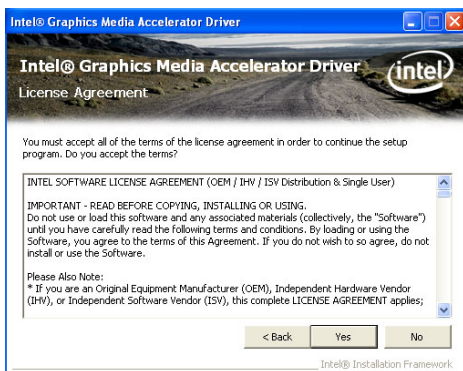 Intel® Graphics Media Accelerator Driver
Intel® Graphics Media Accelerator Driver
License Agreement
intel
You must accept all of the terms of the license agreement in order to continue the setup
program. Do you accept the terms?
INTEL SOFTWARE LICENSE AGREEMENT (OEM / IHV / ISV Distribution & Single User)
IMPORTANT - READ BEFORE COPYING, INSTALLING OR USING.
Do not use or load this software and any associated materials (collectively, the "Software")
until you have carefully read the following terms and conditions. By loading or using the
Software, you agree to the terms of this Agreement. If you do not wish to so agree, do not
install or use the Software.
Please Also Note:
* If you are an Original Equipment Manufacturer (OEM), Independent Hardware Vendor
(IHV), or Independent Software Vendor (ISV), this complete LICENSE AGREEMENT applies;
< Back Yes No
Intel® Installation Framework